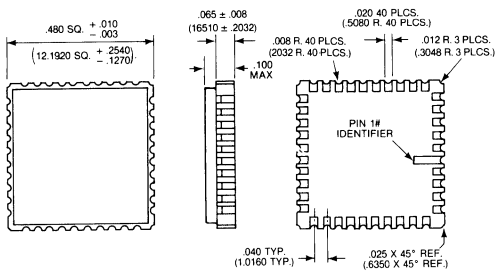 .480 SQ. + .010 - .003
(12.1920 SQ. + .2540 - .1270)
.065 ± .008
(16510 ± .2032)
.100
MAX
.020 40 PLCS.
(.5080 R. 40 PLCS.)
.008 R. 40 PLCS.
(2032 R. 40 PLCS.)
.012 R. 3 PLCS.
(.3048 R. 3 PLCS.)
PIN 1#
IDENTIFIER
.040 TYP.
(1.0160 TYP.)
.025 X 45° REF.
(.6350 X 45° REF.)